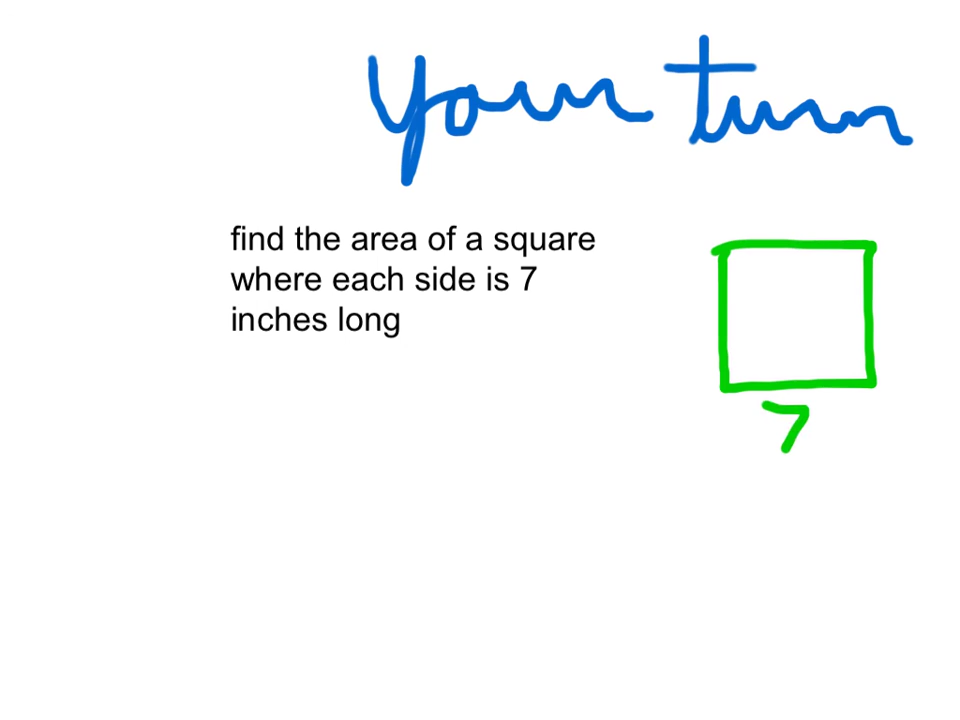 your turn
find the area of a square
where each side is 7
inches long
7